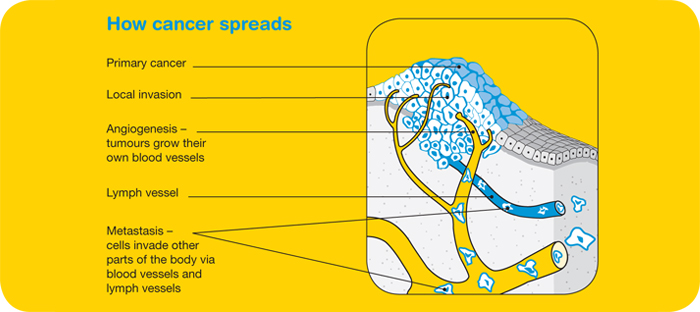 How cancer spreads
Primary cancer
Local invasion
Angiogenesis –
tumours grow their
own blood vessels
Lymph vessel
Metastasis –
cells invade other
parts of the body via
blood vessels and
lymph vessels